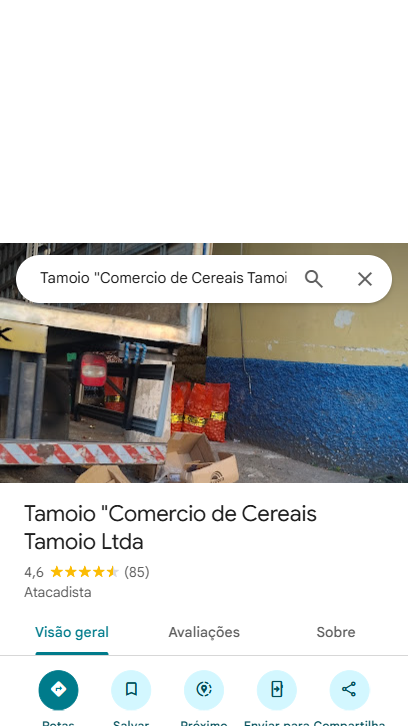 Tamoio "Comercio de Cereais Tamoi
Tamoio "Comercio de Cereais
Tamoio Ltda
4,6 (85)
Atacadista
Visão geral Avaliações Sobre
Rotas Salvar Próximo Enviar para Compartilha